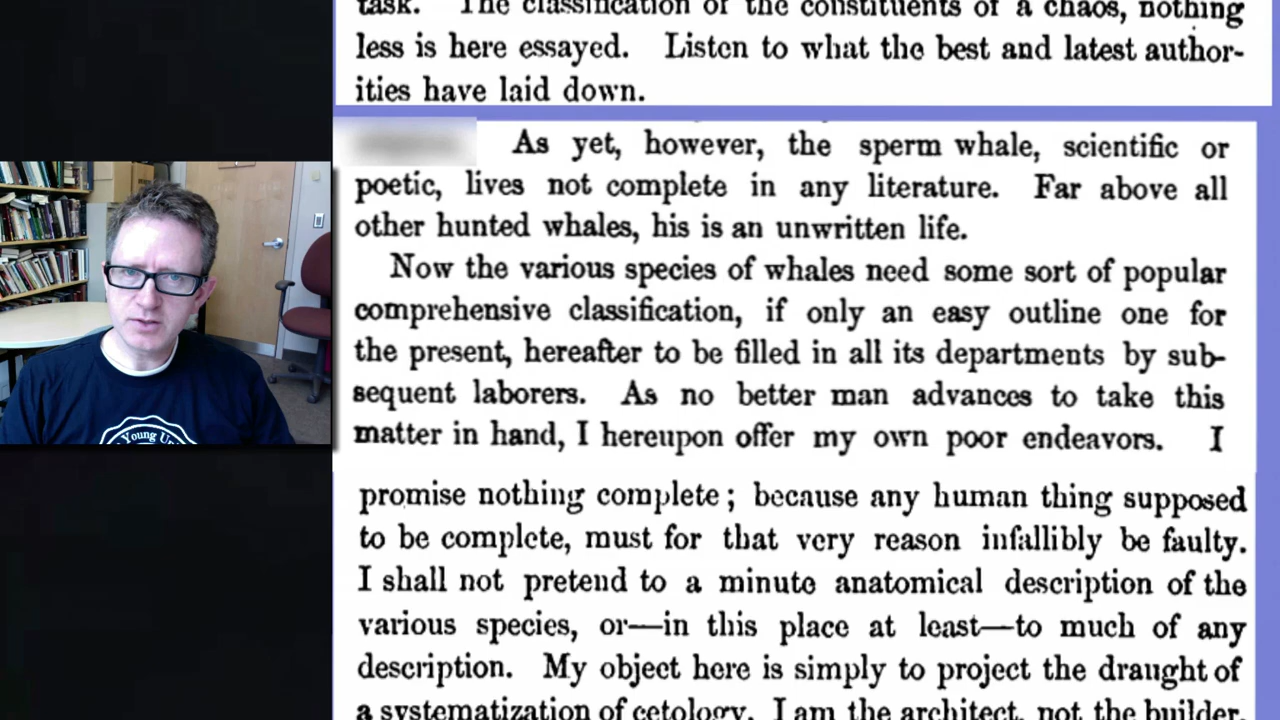 task. The classification of the constituents of a chaos, nothing
less is here essayed. Listen to what the best and latest author-
ities have laid down.
As yet, however, the sperm whale, scientific or
poetic, lives not complete in any literature. Far above all
other hunted whales, his is an unwritten life.
Now the various species of whales need some sort of popular
comprehensive classification, if only an easy outline one for
the present, hereafter to be filled in all its departments by sub-
sequent laborers. As no better man advances to take this
matter in hand, I hereupon offer my own poor endeavors. I
promise nothing complete; because any human thing supposed
to be complete, must for that very reason infallibly be faulty.
I shall not pretend to a minute anatomical description of the
various species, or—in this place at least—to much of any
description. My object here is simply to project the draught of
a systematization of cetology. I am the architect, not the builder.
Young